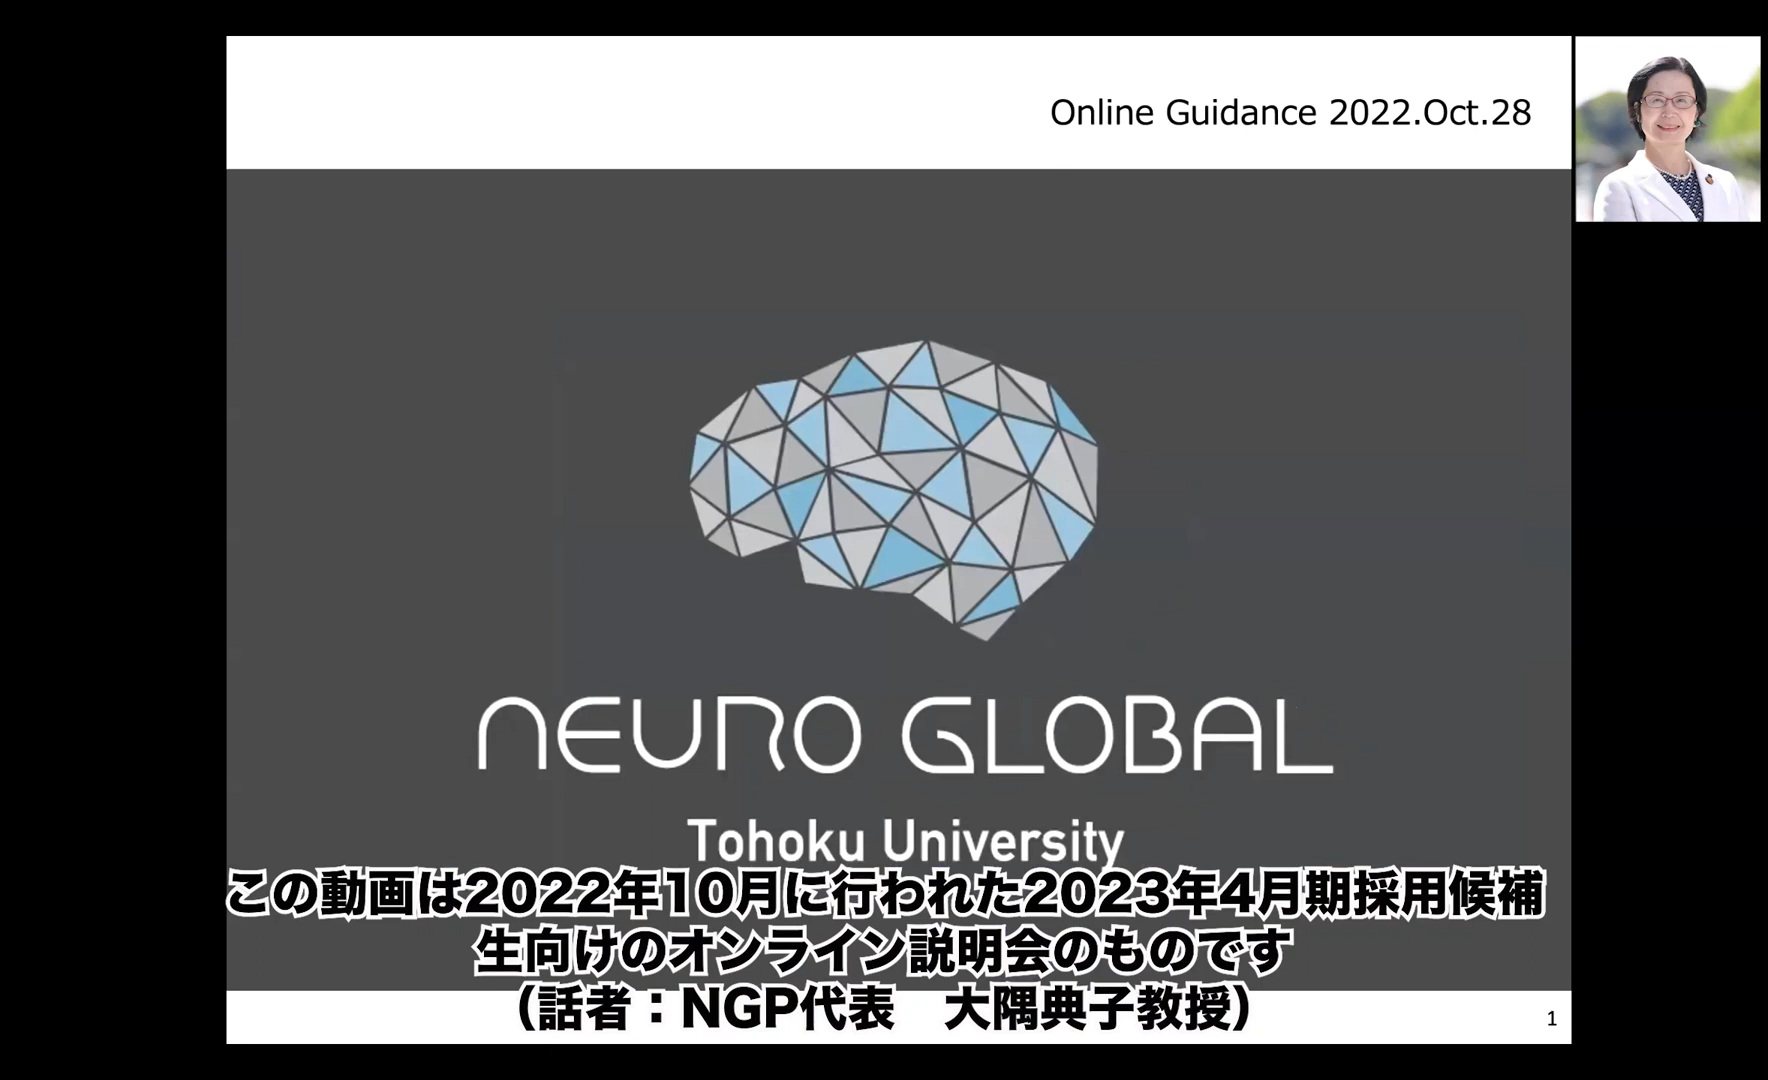 Online Guidance 2022.Oct.28
NEURO GLOBAL
Tohoku University
この動画は2022年10月に行われた2023年4月期採用候補
生向けのオンライン説明会のものです
（話者：NGP代表　大隅典子教授）
1